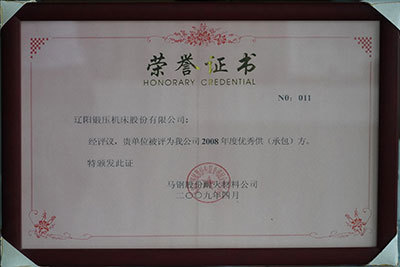 荣誉证书
HONORARY CREDENTIAL
NO: 011
辽阳锻压机床股份有限公司:
经评议，贵单位被评为我公司2008年度优秀供（承包）方。
特颁发此证
马钢股份耐火材料公司
二〇〇九年四月